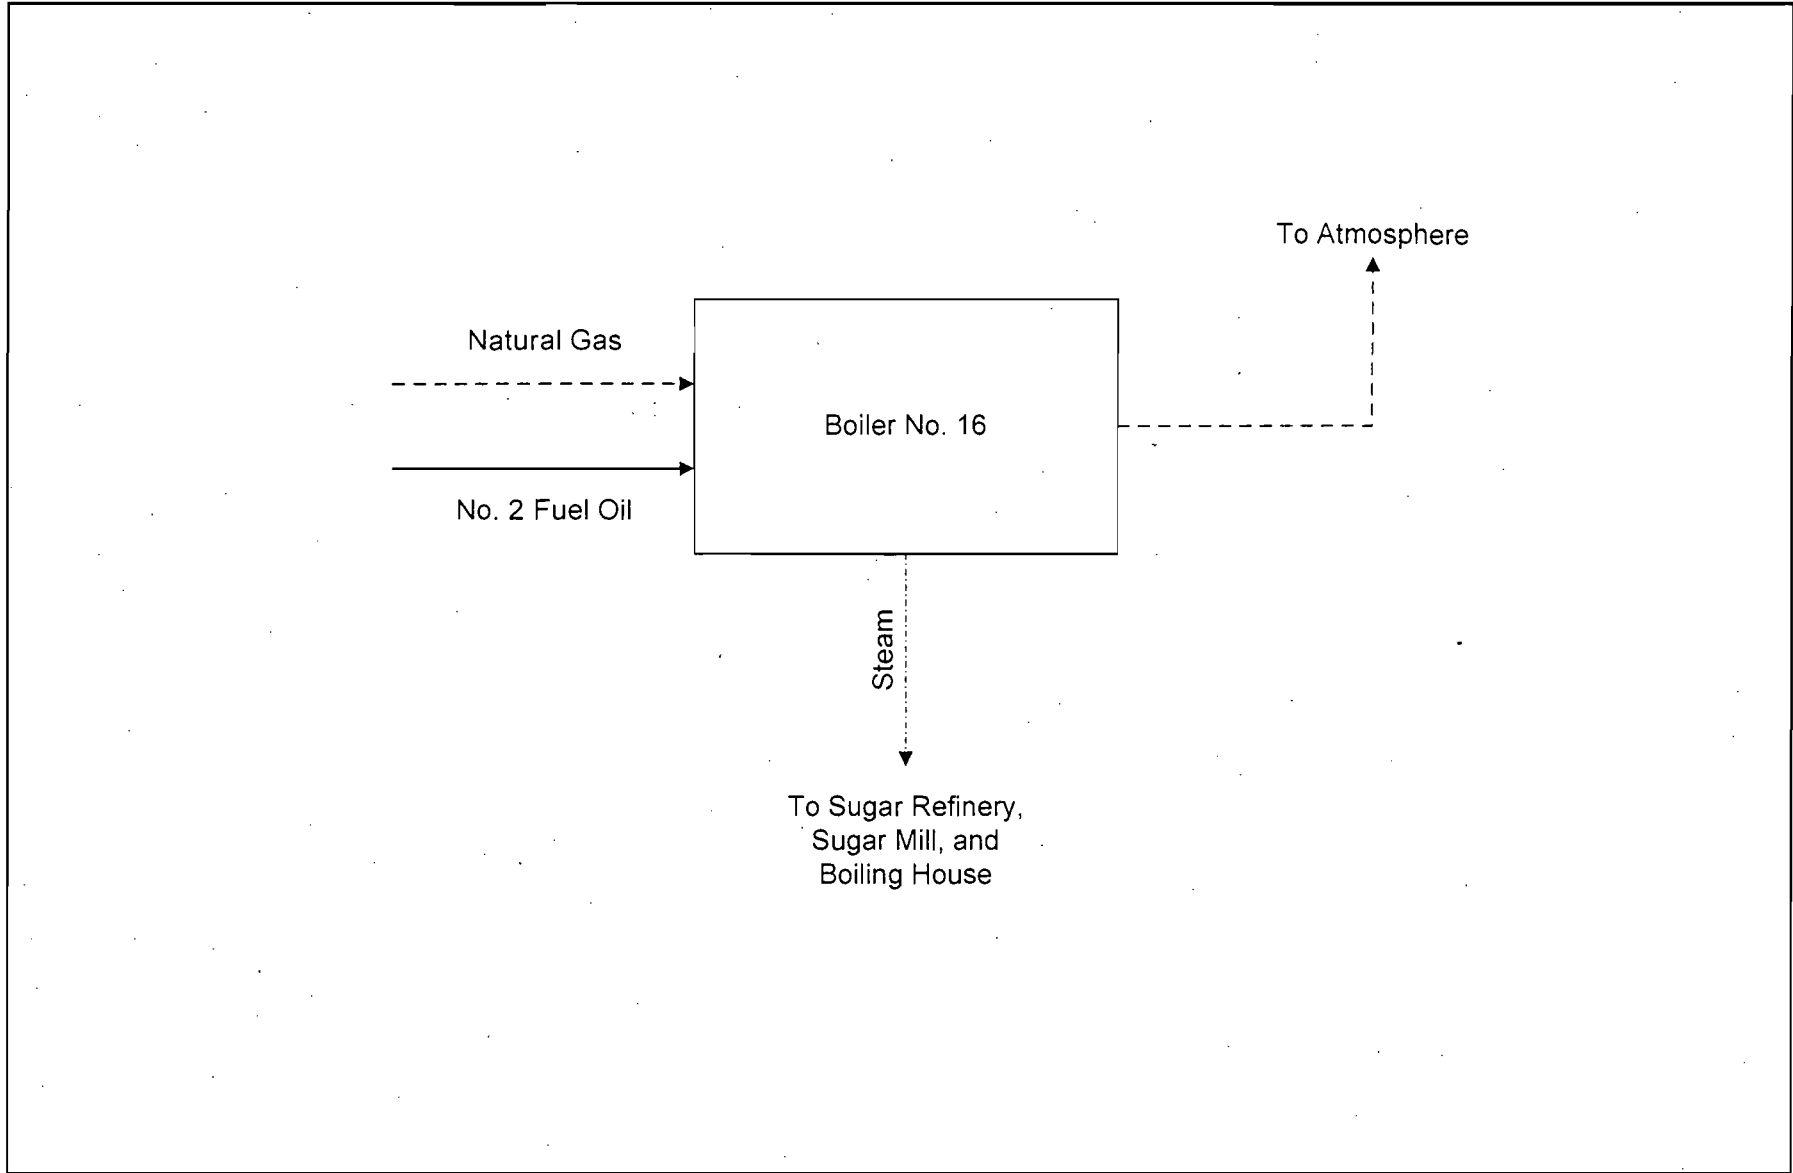 To Atmosphere
Natural Gas
Boiler No. 16
No. 2 Fuel Oil
Steam
To Sugar Refinery,
Sugar Mill, and
Boiling House